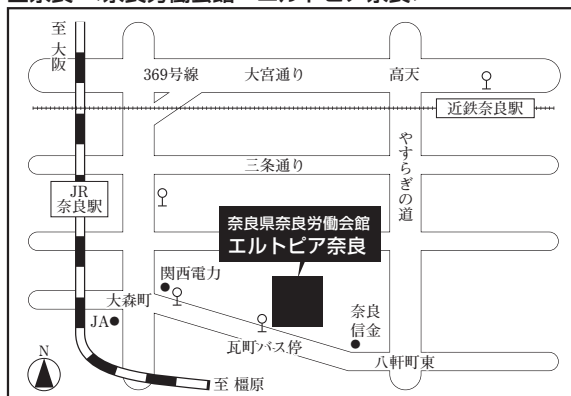 至 大阪
369号線
大宮通り
高天
近鉄奈良駅
やすらぎの道
三条通り
JR
奈良駅
奈良県奈良労働会館
エルトピア奈良
関西電力
大森町
JA
奈良
信金
瓦町バス停
八軒町東
N
至 橿原